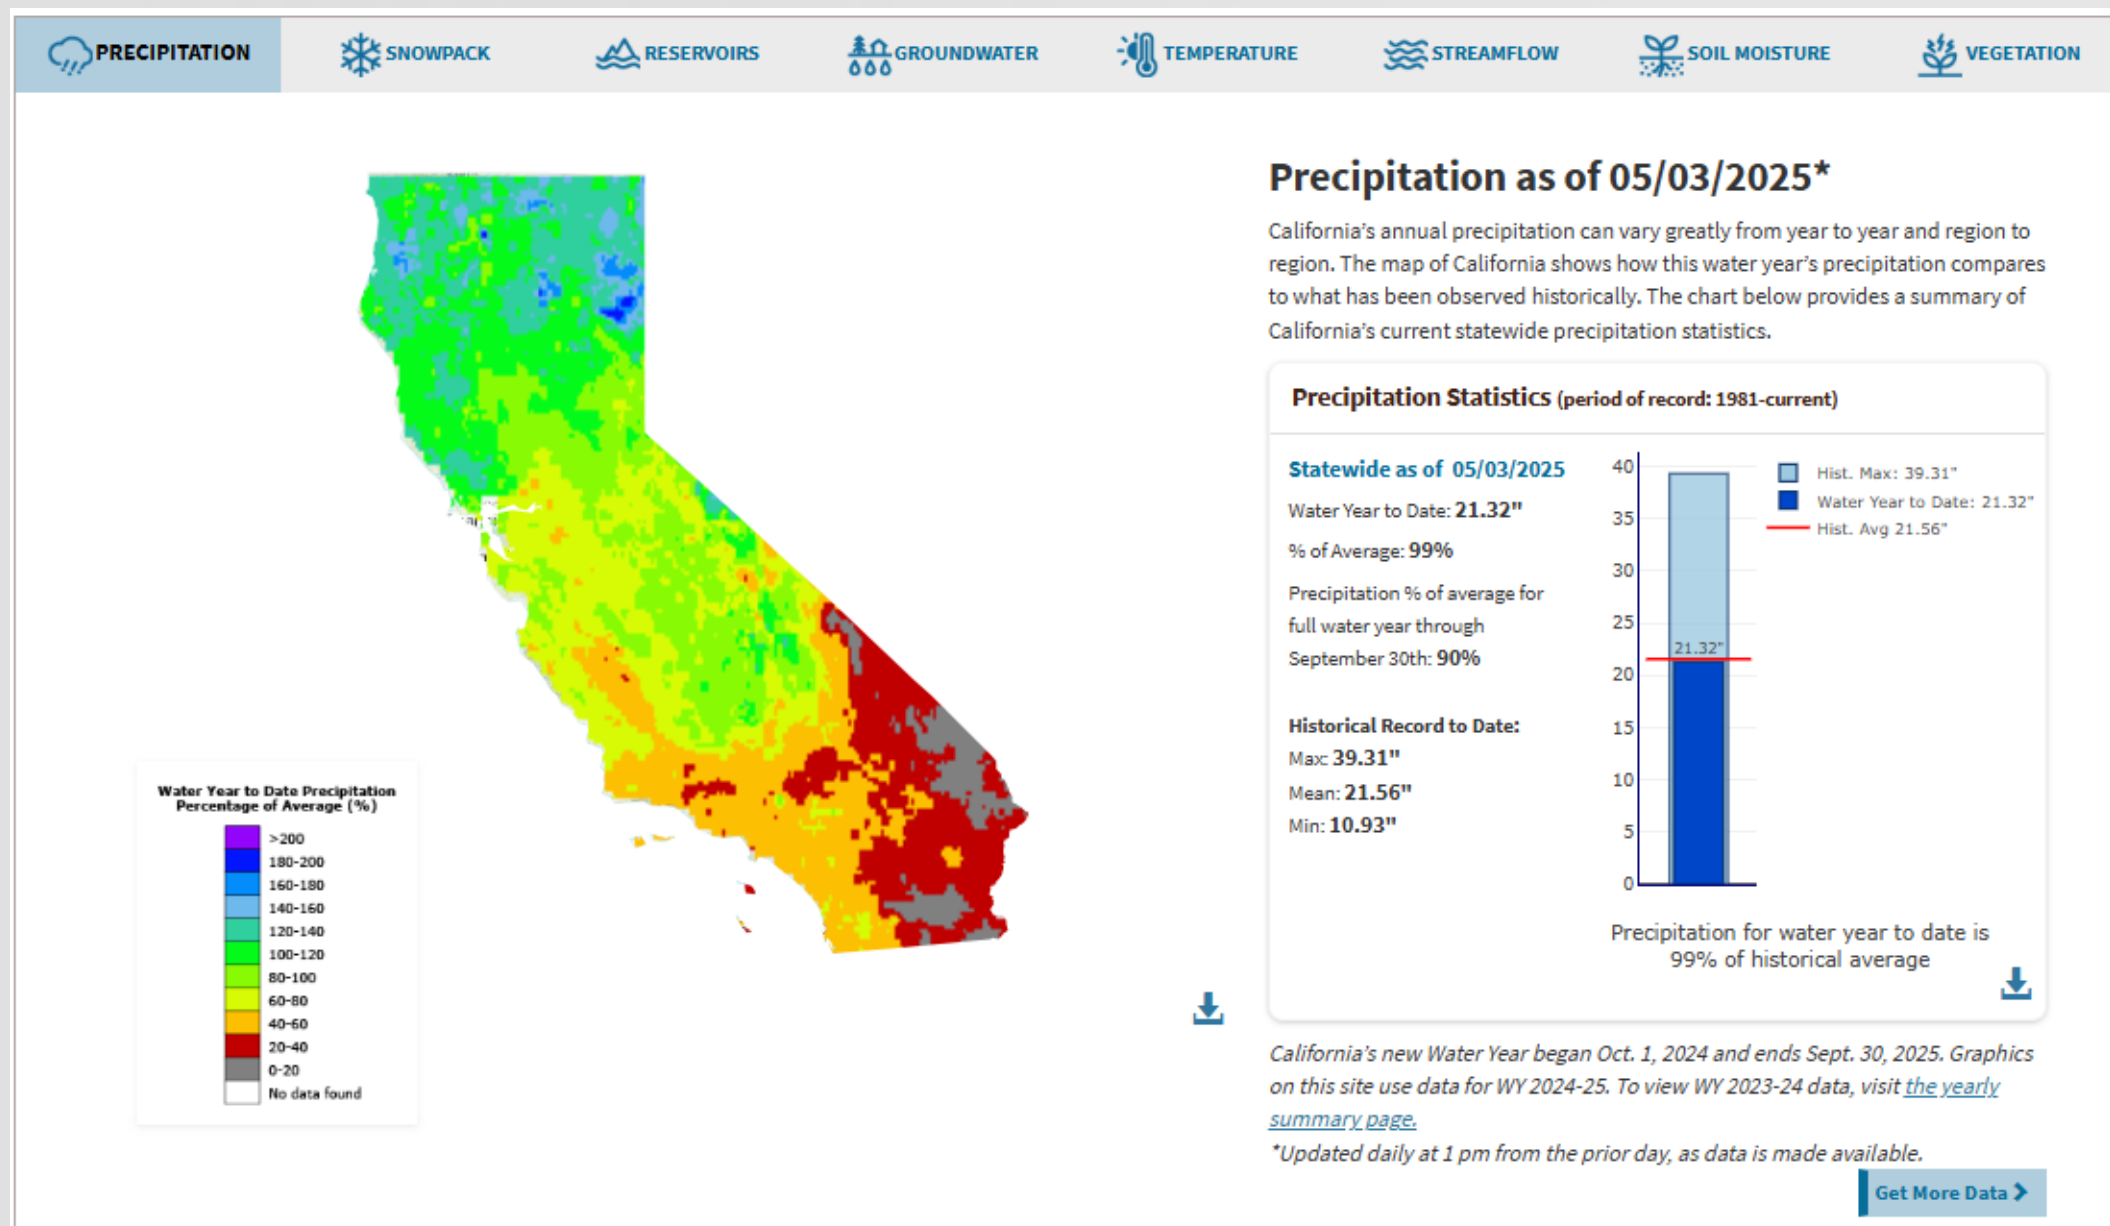 PRECIPITATION
SNOWPACK
RESERVOIRS
GROUNDWATER
TEMPERATURE
STREAMFLOW
SOIL MOISTURE
VEGETATION
Water Year to Date Precipitation
Percentage of Average (%)
>200
180-200
160-180
140-160
120-140
100-120
80-100
60-80
40-60
20-40
0-20
No data found
Precipitation as of 05/03/2025*
California's annual precipitation can vary greatly from year to year and region to
region. The map of California shows how this water year's precipitation compares
to what has been observed historically. The chart below provides a summary of
California's current statewide precipitation statistics.
Precipitation Statistics (period of record: 1981-current)
Statewide as of 05/03/2025
Water Year to Date: 21.32"
% of Average: 99%
Precipitation % of average for
full water year through
September 30th: 90%
Historical Record to Date:
Max: 39.31"
Mean: 21.56"
Min: 10.93"
40
35
30
25
20
15
10
5
0
21.32"
Hist. Max: 39.31"
Water Year to Date: 21.32"
Hist. Avg 21.56"
Precipitation for water year to date is
99% of historical average
California's new Water Year began Oct. 1, 2024 and ends Sept. 30, 2025. Graphics
on this site use data for WY 2024-25. To view WY 2023-24 data, visit the yearly
summary page.
*Updated daily at 1 pm from the prior day, as data is made available.
Get More Data